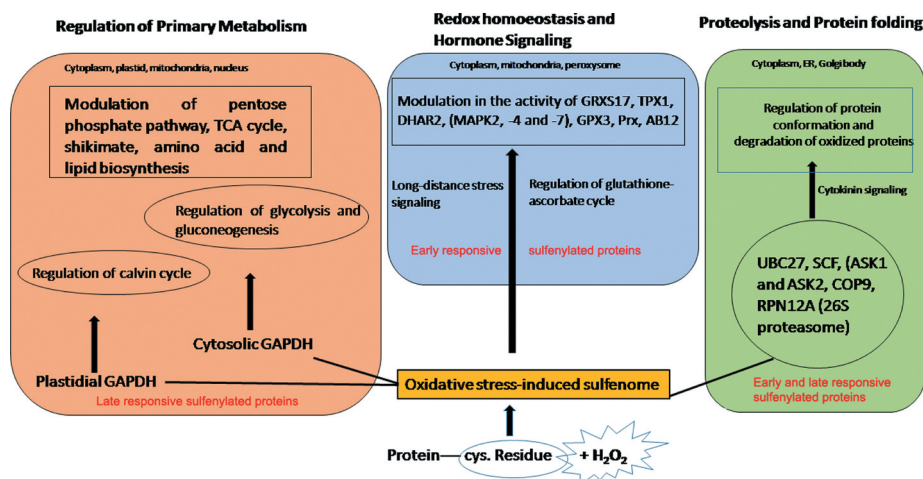 Regulation of Primary Metabolism
Cytoplasm, plastid, mitochondria, nucleus
Modulation of pentose
phosphate pathway, TCA cycle,
shikimate, amino acid and
lipid biosynthesis
Regulation of glycolysis and
gluconeogenesis
Regulation of calvin cycle
Cytosolic GAPDH
Plastidial GAPDH
Late responsive sulfenylated proteins
Redox homoeostasis and
Hormone Signaling
Cytoplasm, mitochondria, peroxysome
Modulation in the activity of GRXS17, TPX1,
DHAR2, (MAPK2, -4 and -7), GPX3, Prx, AB12
Long-distance stress
signaling
Regulation of glutathione-
ascorbate cycle
Early responsive
sulfenylated proteins
Oxidative stress-induced sulfenome
Protein
cys. Residue
+ H₂O₂
Proteolysis and Protein folding
Cytoplasm, ER, Golgibody
Regulation of protein
conformation and
degradation of oxidized proteins
Cytokinin signaling
UBC27, SCF, (ASK1
and ASK2, COP9,
RPN12A (26S
proteasome)
Early and late responsive
sulfenylated proteins